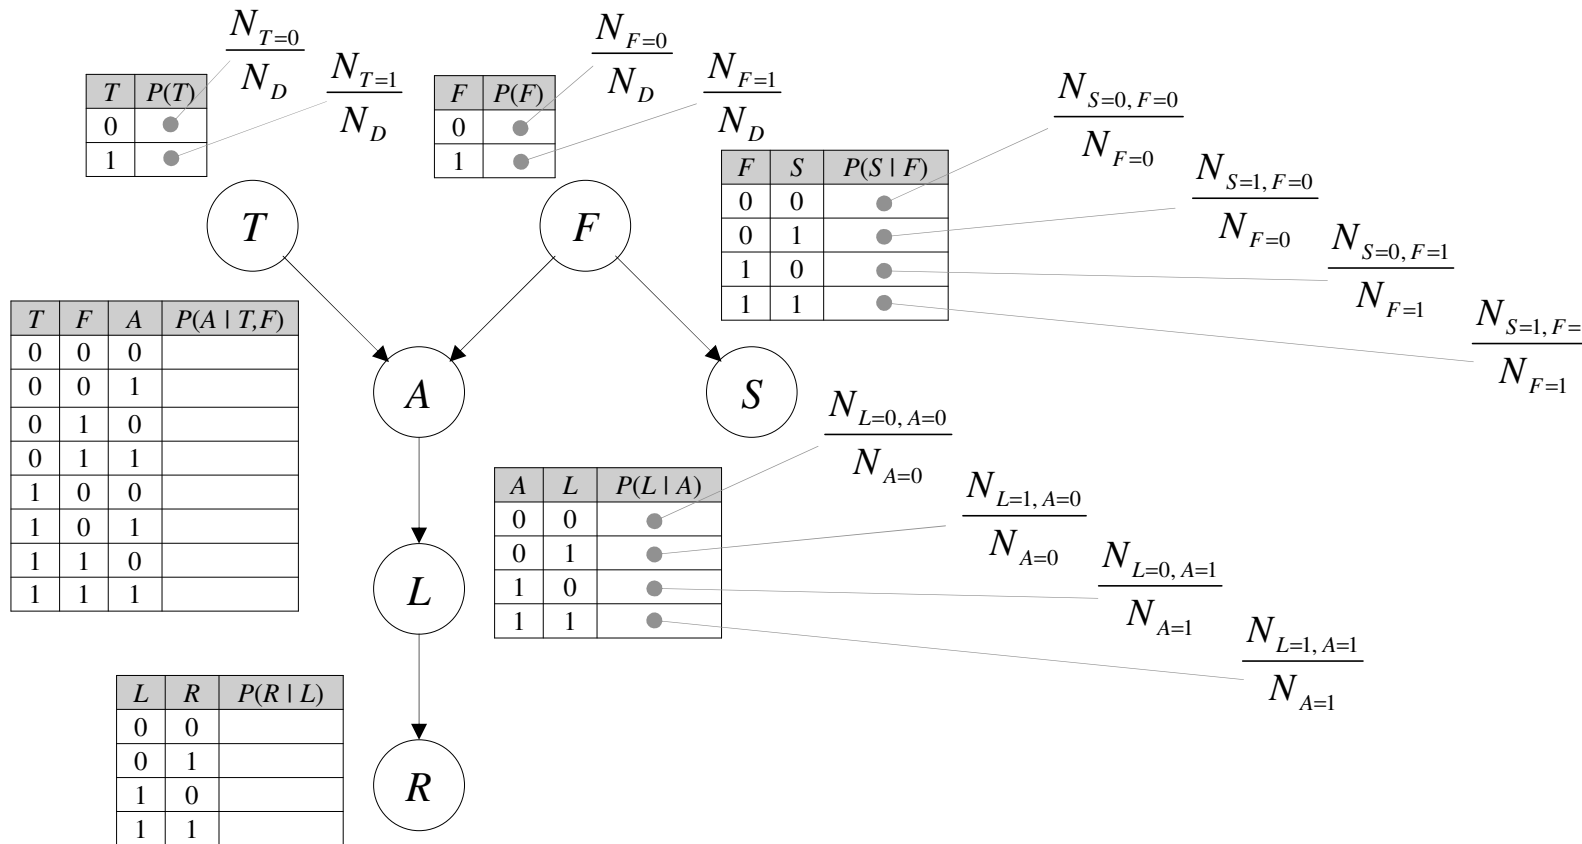 N_{T=0} / N_D
N_{T=1} / N_D
N_{F=0} / N_D
N_{F=1} / N_D
T P(T)
0
1
F P(F)
0
1
N_{S=0, F=0} / N_{F=0}
N_{S=1, F=0} / N_{F=0}
N_{S=0, F=1} / N_{F=1}
N_{S=1, F= / N_{F=1}
F S P(S | F)
0 0
0 1
1 0
1 1
T
F
T F A P(A | T,F)
0 0 0
0 0 1
0 1 0
0 1 1
1 0 0
1 0 1
1 1 0
1 1 1
A
S
N_{L=0, A=0} / N_{A=0}
N_{L=1, A=0} / N_{A=0}
N_{L=0, A=1} / N_{A=1}
N_{L=1, A=1} / N_{A=1}
A L P(L | A)
0 0
0 1
1 0
1 1
L
L R P(R | L)
0 0
0 1
1 0
1 1
R